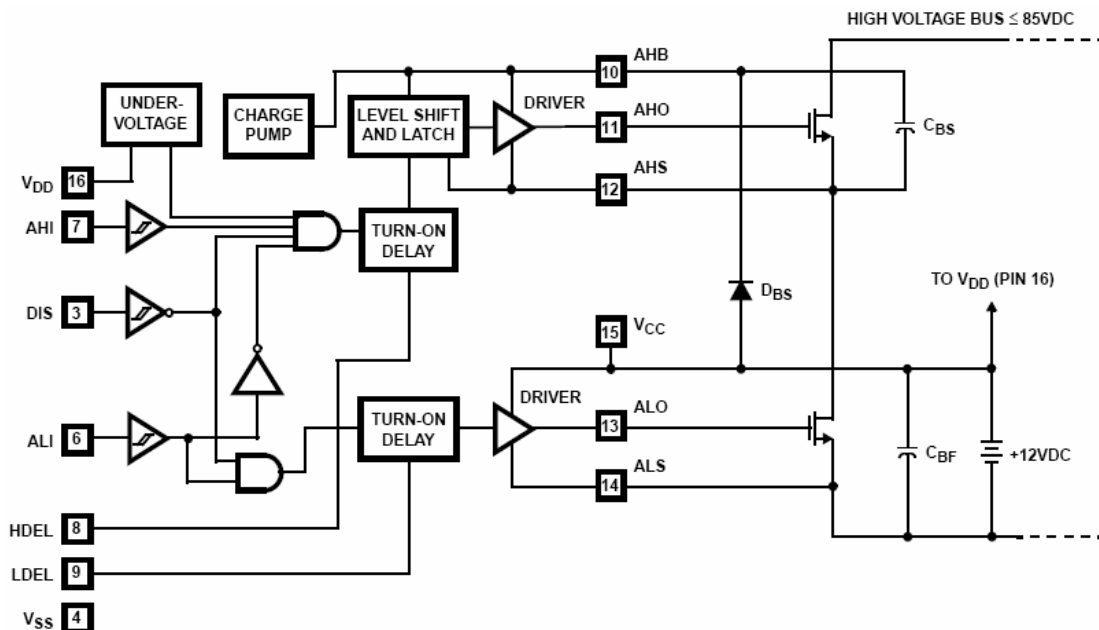 HIGH VOLTAGE BUS ≤ 85VDC
UNDER-
VOLTAGE
CHARGE
PUMP
LEVEL SHIFT
AND LATCH
DRIVER
10
AHB
11
AHO
12
AHS
CBS
VDD
16
AHI
7
TURN-ON
DELAY
DIS
3
DBS
TO VDD (PIN 16)
15
VCC
ALI
6
TURN-ON
DELAY
DRIVER
13
ALO
14
ALS
CBF
+12VDC
HDEL
8
LDEL
9
VSS
4